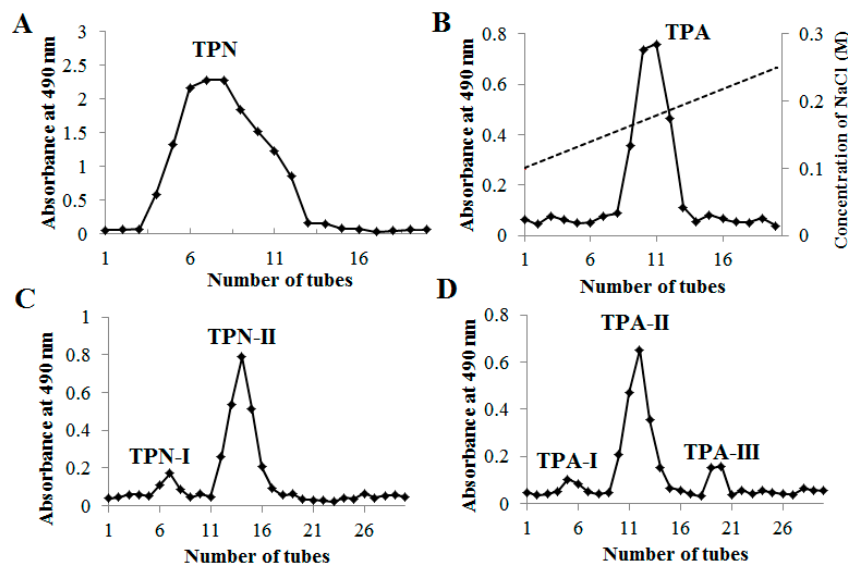 A
TPN
Absorbance at 490 nm
3
2.5
2
1.5
1
0.5
0
1 6 11 16
Number of tubes
B
TPA
Absorbance at 490 nm
0.8
0.6
0.4
0.2
0
0.3
0.2
0.1
0
Concentration of NaCl (M)
1 6 11 16
Number of tubes
C
TPN-II
TPN-I
Absorbance at 490 nm
1
0.8
0.6
0.4
0.2
0
1 6 11 16 21 26
Number of tubes
D
TPA-II
TPA-I
TPA-III
Absorbance at 490 nm
0.8
0.6
0.4
0.2
0
1 6 11 16 21 26
Number of tubes